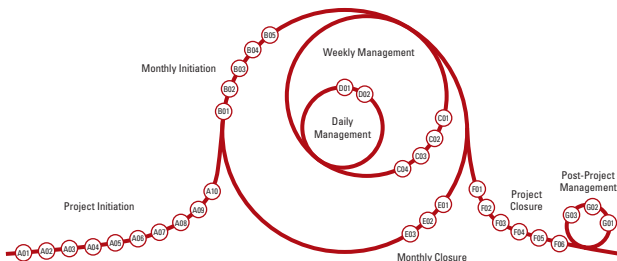 Project Initiation
A01
A02
A03
A04
A05
A06
A07
A08
A09
A10
Monthly Initiation
B01
B02
B03
B04
B05
Weekly Management
C01
C02
C03
C04
Daily
Management
D01
D02
Monthly Closure
E01
E02
E03
Project
Closure
F01
F02
F03
F04
F05
F06
Post-Project
Management
G01
G02
G03